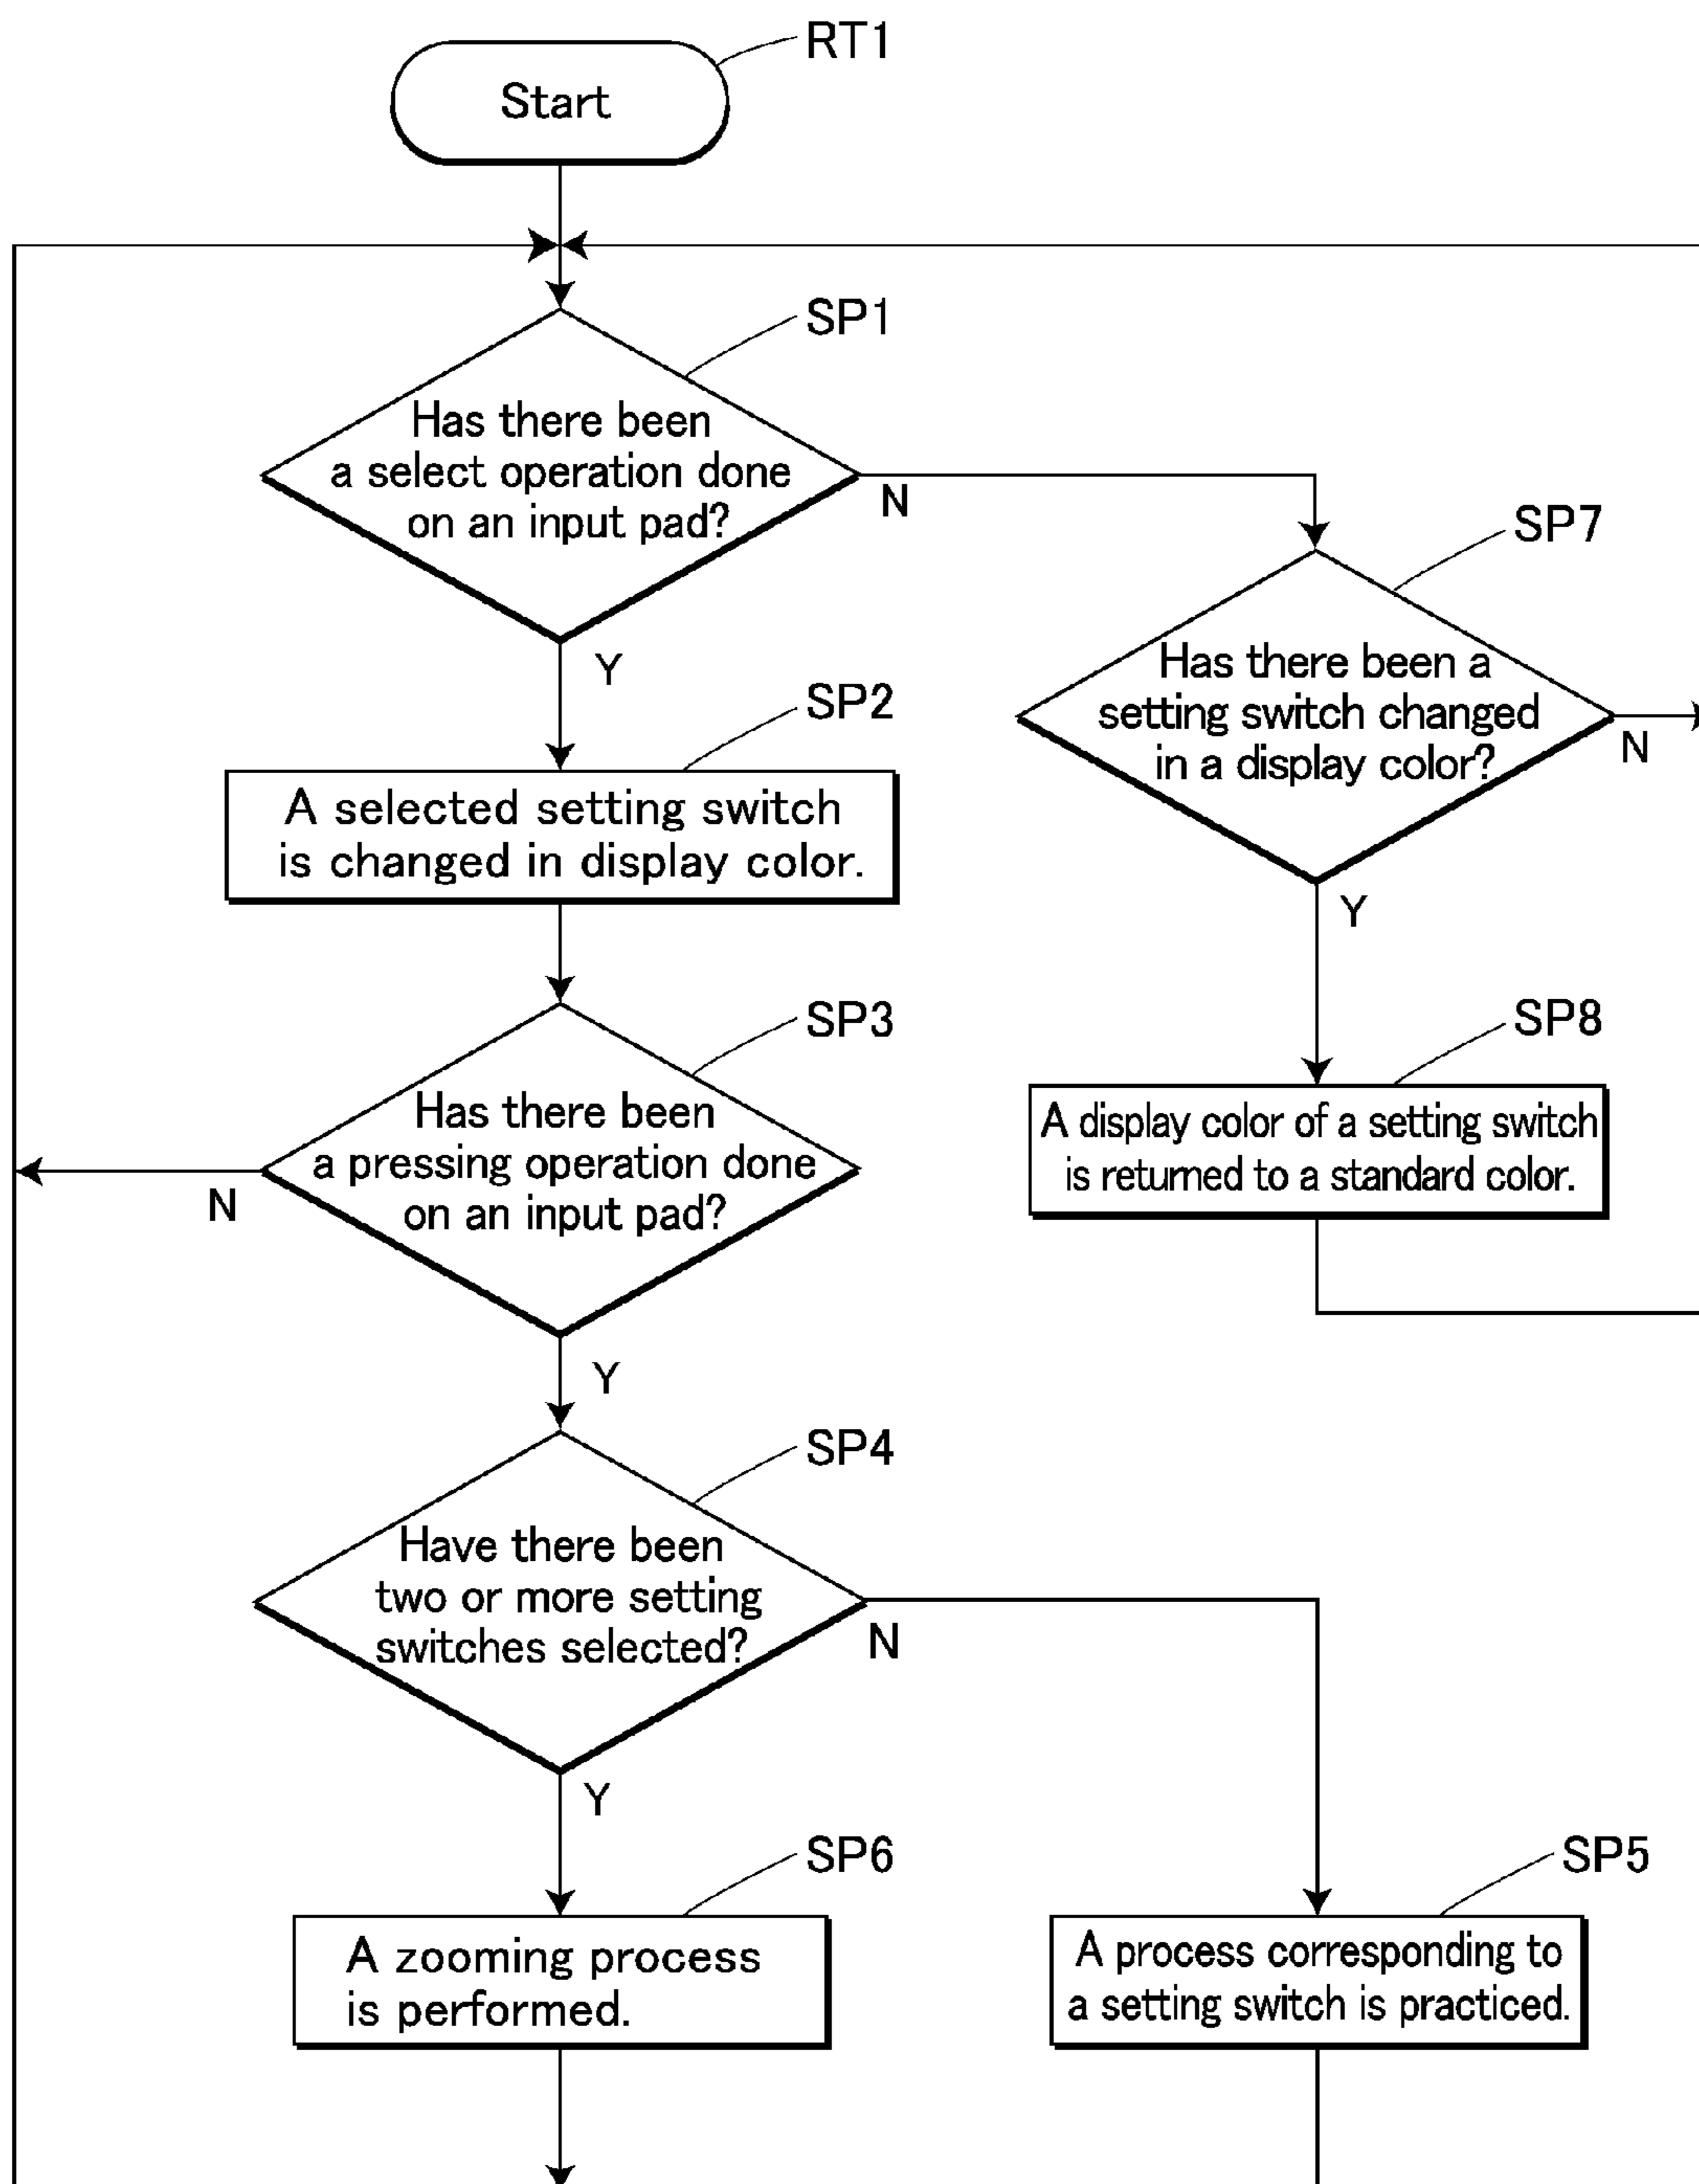 RT1
Start
SP1
Has there been
a select operation done
on an input pad?
N
Y
SP7
Has there been a
setting switch changed
in a display color?
N
Y
SP2
A selected setting switch
is changed in display color.
SP3
Has there been
a pressing operation done
on an input pad?
N
Y
SP8
A display color of a setting switch
is returned to a standard color.
SP4
Have there been
two or more setting
switches selected?
N
Y
SP6
A zooming process
is performed.
SP5
A process corresponding to
a setting switch is practiced.